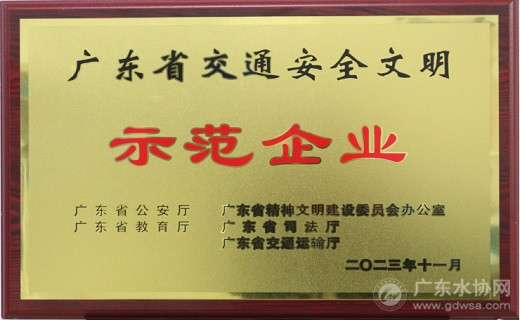 广东省交通安全文明
示范企业
广东省公安厅 广东省精神文明建设委员会办公室
广东省教育厅 广东省司法厅
广东省交通运输厅
二〇二三年十一月
广东水协网
www.gdwsa.com